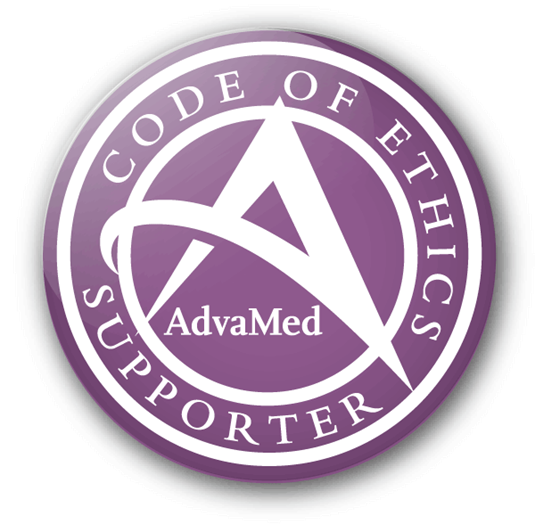 CODE OF ETHICS
AdvaMed
SUPPORTER